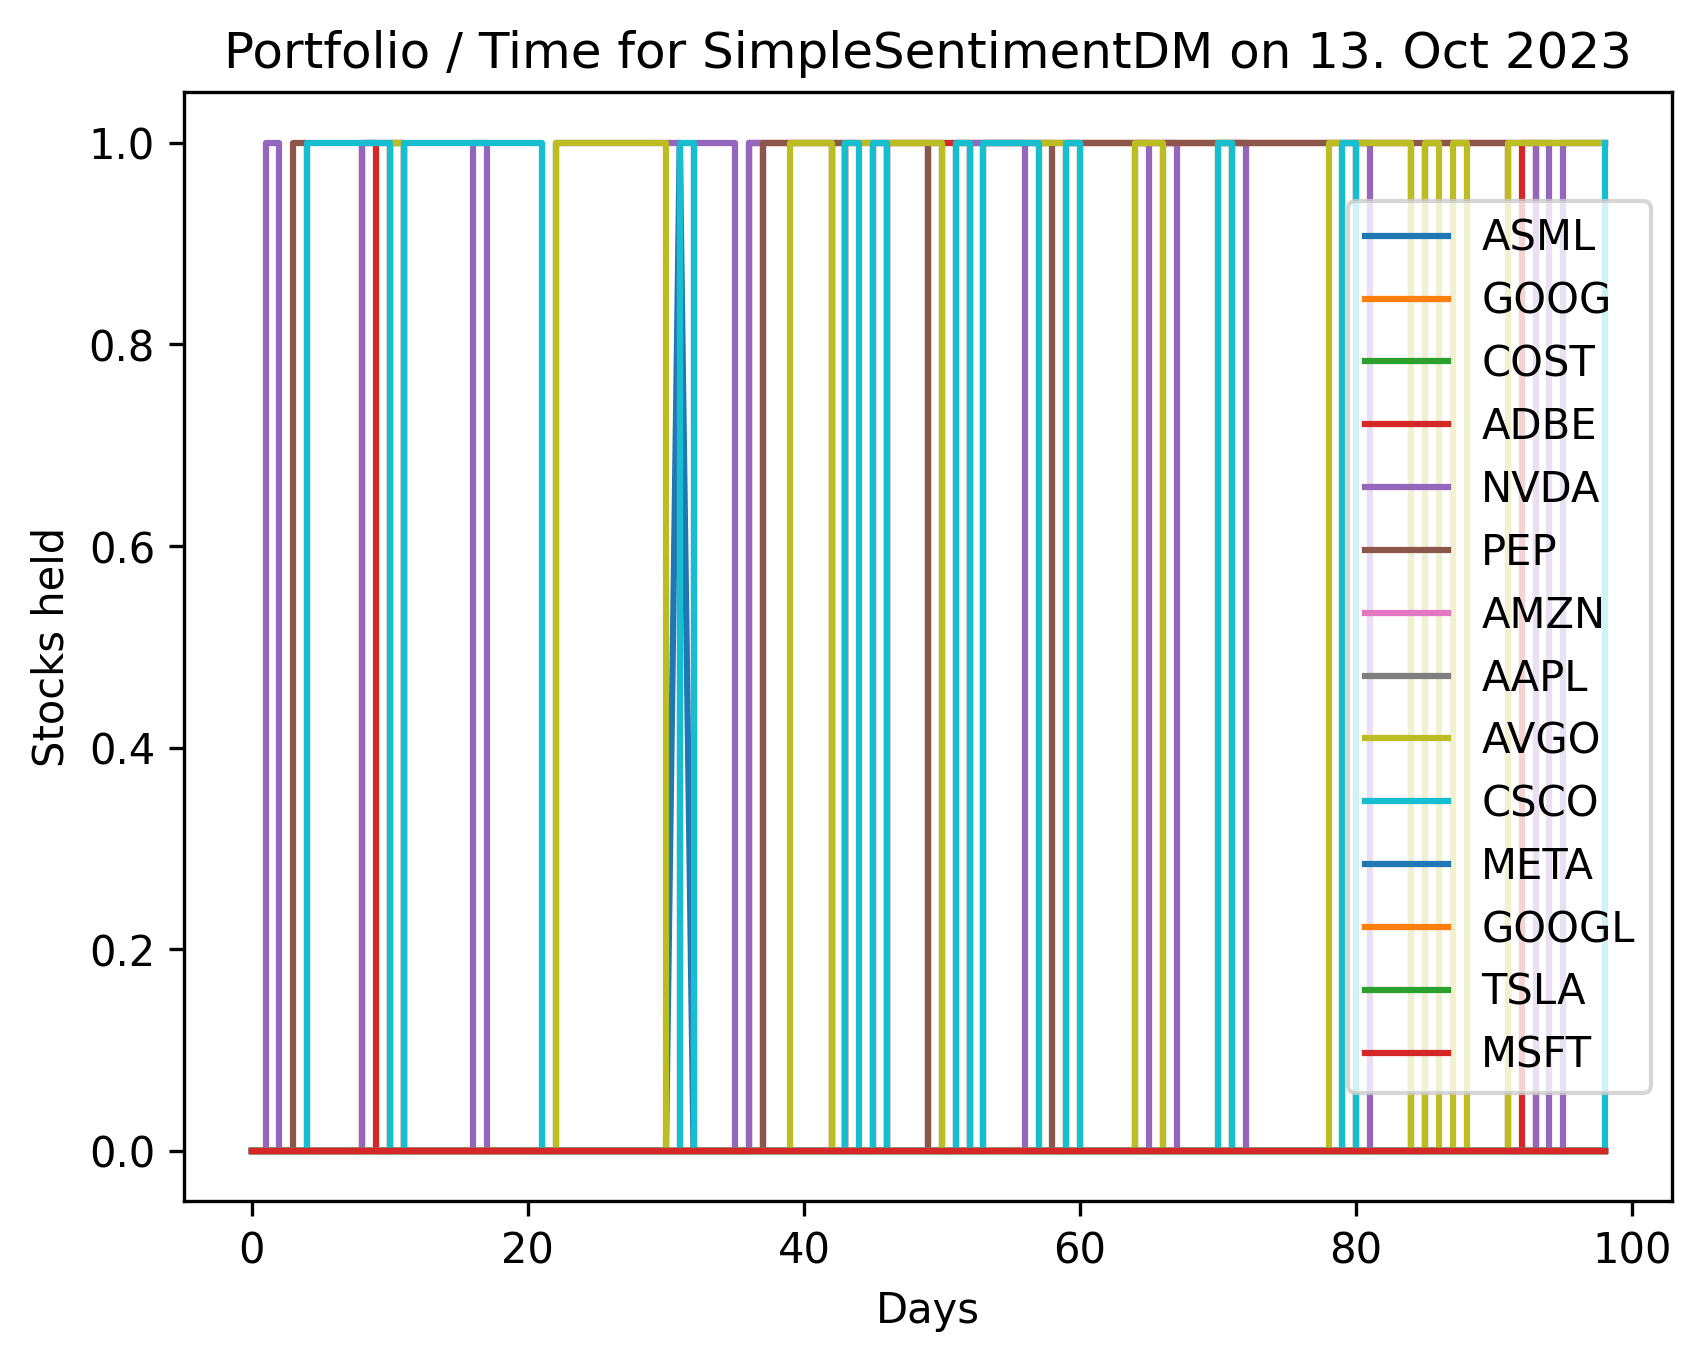 Portfolio / Time for SimpleSentimentDM on 13. Oct 2023
1.0
0.8
0.6
0.4
0.2
0.0
Stocks held
ASML
GOOG
COST
ADBE
NVDA
PEP
AMZN
AAPL
AVGO
CSCO
META
GOOGL
TSLA
MSFT
0 20 40 60 80 100
Days